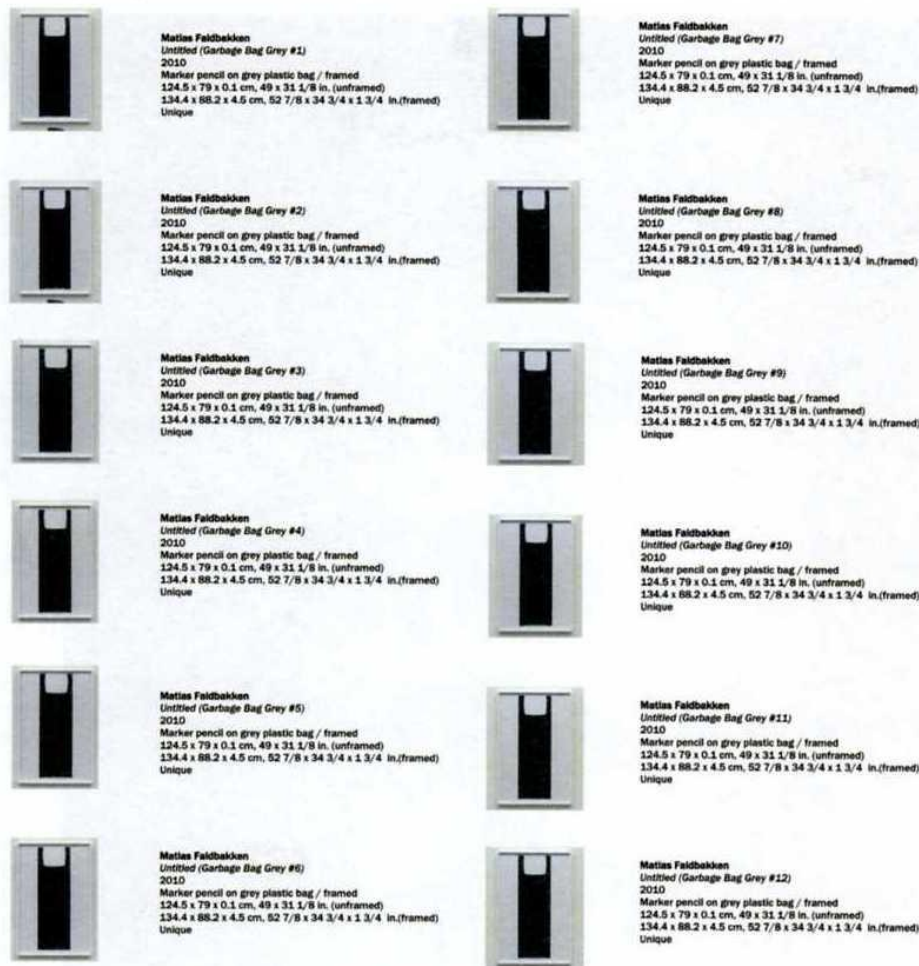 Matias Faldbakken
Untitled (Garbage Bag Grey #1)
2010
Marker pencil on grey plastic bag / framed
124.5 x 79 x 0.1 cm, 49 x 31 1/8 in. (unframed)
134.4 x 88.2 x 4.5 cm, 52 7/8 x 34 3/4 x 1 3/4 in.(framed)
Unique
Matias Faldbakken
Untitled (Garbage Bag Grey #2)
2010
Marker pencil on grey plastic bag / framed
124.5 x 79 x 0.1 cm, 49 x 31 1/8 in. (unframed)
134.4 x 88.2 x 4.5 cm, 52 7/8 x 34 3/4 x 1 3/4 in.(framed)
Unique
Matias Faldbakken
Untitled (Garbage Bag Grey #3)
2010
Marker pencil on grey plastic bag / framed
124.5 x 79 x 0.1 cm, 49 x 31 1/8 in. (unframed)
134.4 x 88.2 x 4.5 cm, 52 7/8 x 34 3/4 x 1 3/4 in.(framed)
Unique
Matias Faldbakken
Untitled (Garbage Bag Grey #4)
2010
Marker pencil on grey plastic bag / framed
124.5 x 79 x 0.1 cm, 49 x 31 1/8 in. (unframed)
134.4 x 88.2 x 4.5 cm, 52 7/8 x 34 3/4 x 1 3/4 in.(framed)
Unique
Matias Faldbakken
Untitled (Garbage Bag Grey #5)
2010
Marker pencil on grey plastic bag / framed
124.5 x 79 x 0.1 cm, 49 x 31 1/8 in. (unframed)
134.4 x 88.2 x 4.5 cm, 52 7/8 x 34 3/4 x 1 3/4 in.(framed)
Unique
Matias Faldbakken
Untitled (Garbage Bag Grey #6)
2010
Marker pencil on grey plastic bag / framed
124.5 x 79 x 0.1 cm, 49 x 31 1/8 in. (unframed)
134.4 x 88.2 x 4.5 cm, 52 7/8 x 34 3/4 x 1 3/4 in.(framed)
Unique
Matias Faldbakken
Untitled (Garbage Bag Grey #7)
2010
Marker pencil on grey plastic bag / framed
124.5 x 79 x 0.1 cm, 49 x 31 1/8 in. (unframed)
134.4 x 88.2 x 4.5 cm, 52 7/8 x 34 3/4 x 1 3/4 in.(framed)
Unique
Matias Faldbakken
Untitled (Garbage Bag Grey #8)
2010
Marker pencil on grey plastic bag / framed
124.5 x 79 x 0.1 cm, 49 x 31 1/8 in. (unframed)
134.4 x 88.2 x 4.5 cm, 52 7/8 x 34 3/4 x 1 3/4 in.(framed)
Unique
Matias Faldbakken
Untitled (Garbage Bag Grey #9)
2010
Marker pencil on grey plastic bag / framed
124.5 x 79 x 0.1 cm, 49 x 31 1/8 in. (unframed)
134.4 x 88.2 x 4.5 cm, 52 7/8 x 34 3/4 x 1 3/4 in.(framed)
Unique
Matias Faldbakken
Untitled (Garbage Bag Grey #10)
2010
Marker pencil on grey plastic bag / framed
124.5 x 79 x 0.1 cm, 49 x 31 1/8 in. (unframed)
134.4 x 88.2 x 4.5 cm, 52 7/8 x 34 3/4 x 1 3/4 in.(framed)
Unique
Matias Faldbakken
Untitled (Garbage Bag Grey #11)
2010
Marker pencil on grey plastic bag / framed
124.5 x 79 x 0.1 cm, 49 x 31 1/8 in. (unframed)
134.4 x 88.2 x 4.5 cm, 52 7/8 x 34 3/4 x 1 3/4 in.(framed)
Unique
Matias Faldbakken
Untitled (Garbage Bag Grey #12)
2010
Marker pencil on grey plastic bag / framed
124.5 x 79 x 0.1 cm, 49 x 31 1/8 in. (unframed)
134.4 x 88.2 x 4.5 cm, 52 7/8 x 34 3/4 x 1 3/4 in.(framed)
Unique